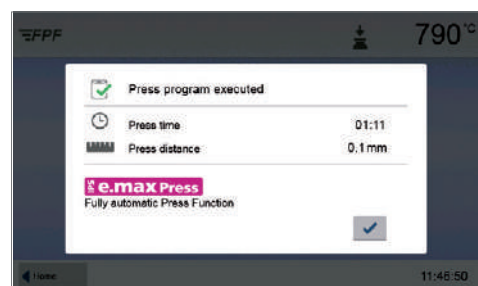 FPF
790°C
Press program executed
Press time 01:11
Press distance 0.1 mm
IPS e.max Press
Fully automatic Press Function
Home 11:46:50